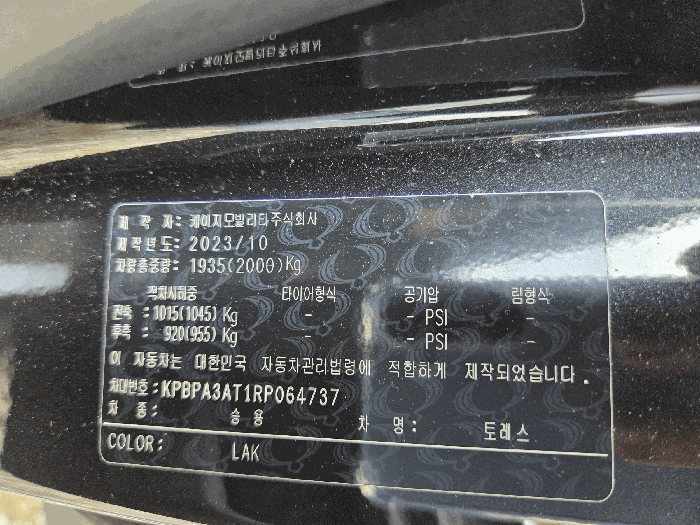 제 작 자: 케이지모빌리티주식회사
제작년도: 2023/10
차량총중량: 1935(2000)Kg
적차시하중 타이어형식 공기압 림형식
전축: 1015(1045) Kg - - PSI -
후축: 920(955) Kg - - PSI -
이 자동차는 대한민국 자동차관리법령에 적합하게 제작되었습니다.
차대번호: KPBPA3AT1RP064737
차 종: 승용 차 명: 토레스
COLOR: LAK